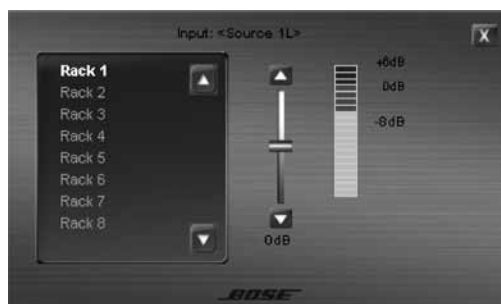 Input: <Source 1L>
X
Rack 1
Rack 2
Rack 3
Rack 4
Rack 5
Rack 6
Rack 7
Rack 8
0dB
+6dB
0dB
-8dB
BOSE